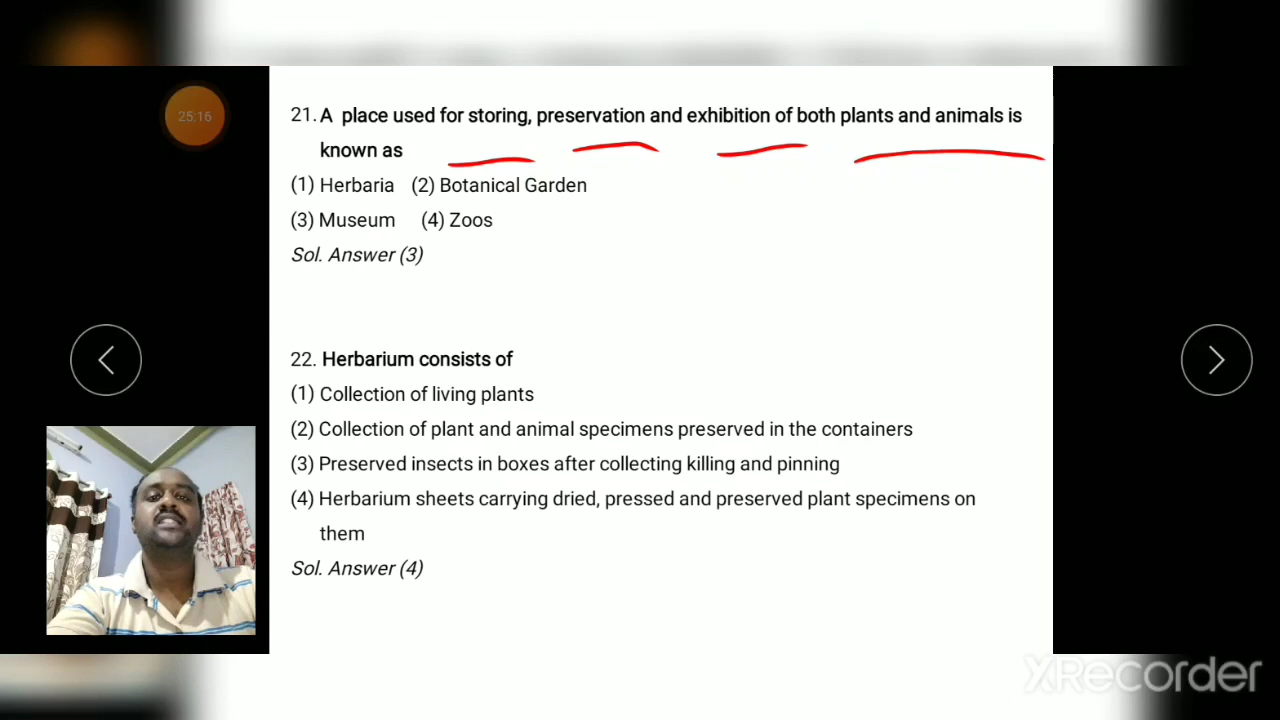 25:16
21. A place used for storing, preservation and exhibition of both plants and animals is
known as
(1) Herbaria (2) Botanical Garden
(3) Museum (4) Zoos
Sol. Answer (3)
22. Herbarium consists of
(1) Collection of living plants
(2) Collection of plant and animal specimens preserved in the containers
(3) Preserved insects in boxes after collecting killing and pinning
(4) Herbarium sheets carrying dried, pressed and preserved plant specimens on
them
Sol. Answer (4)
XRecorder